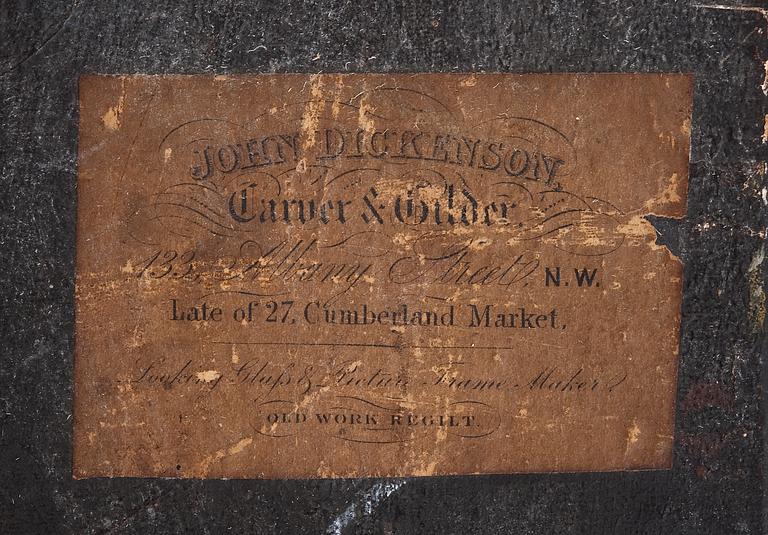 JOHN DICKENSON,
Carver & Gilder,
133, Albany Street, N.W.
Late of 27, Cumberland Market,
Looking Glaſs & Picture Frame Maker,
OLD WORK REGILT.